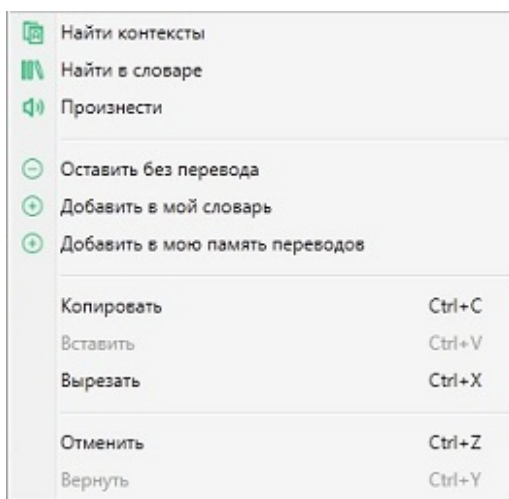 Найти контексты
Найти в словаре
Произнести
Оставить без перевода
Добавить в мой словарь
Добавить в мою память переводов
Копировать Ctrl+C
Вставить Ctrl+V
Вырезать Ctrl+X
Отменить Ctrl+Z
Вернуть Ctrl+Y